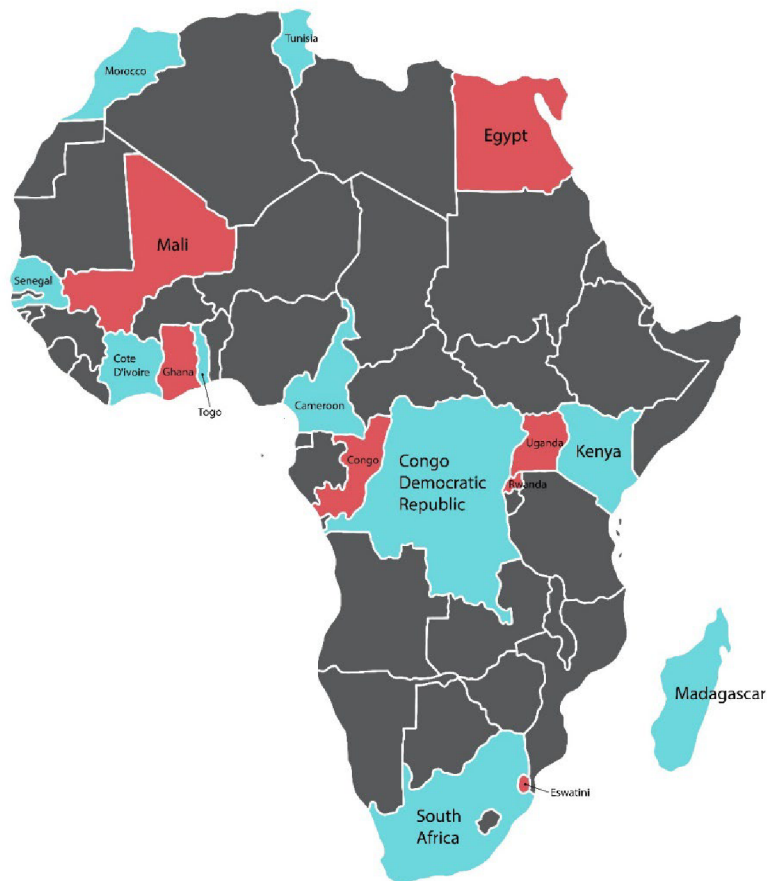 Tunisia
Morocco
Egypt
Mali
Senegal
Cote
D'ivoire
Ghana
Togo
Cameroon
Congo
Congo
Democratic
Republic
Uganda
Kenya
Rwanda
Madagascar
Eswatini
South
Africa